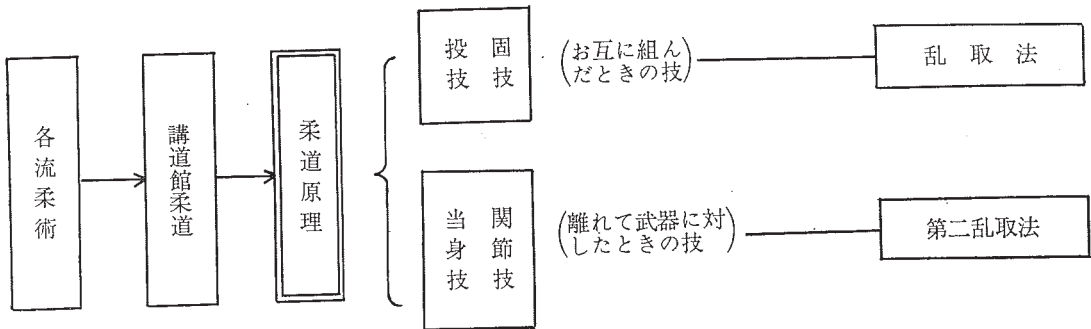 各流柔術
講道館柔道
柔道原理
固技
投技
(お互に組ん
だときの技)
乱取法
関節技
当身技
(離れて武器に対
したときの技)
第二乱取法